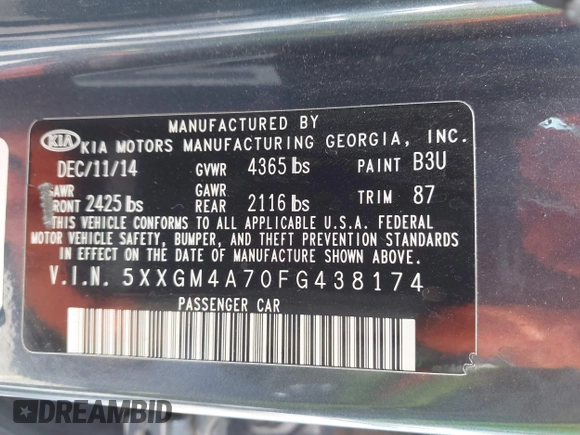 MANUFACTURED BY
KIA KIA MOTORS MANUFACTURING GEORGIA, INC.
DEC/11/14 GVWR 4365 lbs PAINT B3U
GAWR FRONT 2425 lbs GAWR REAR 2116 lbs TRIM 87
THIS VEHICLE CONFORMS TO ALL APPLICABLE U.S.A. FEDERAL
MOTOR VEHICLE SAFETY, BUMPER, AND THEFT PREVENTION STANDARDS
IN EFFECT ON THE DATE OF MANUFACTURE SHOWN ABOVE.
V.I.N. 5XXGM4A70FG438174
PASSENGER CAR
DREAMBID